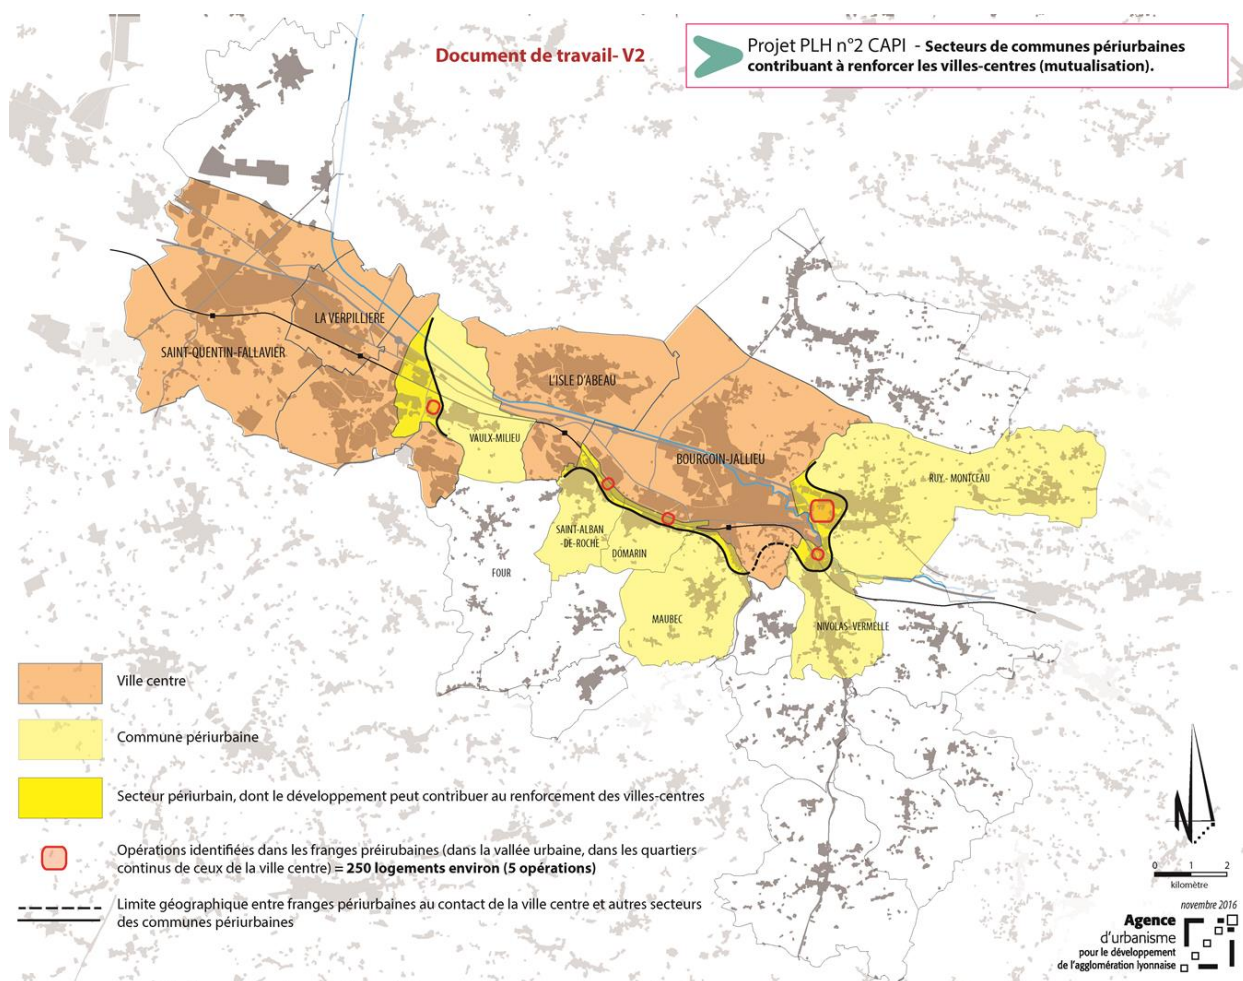 Document de travail- V2
Projet PLH n°2 CAPI - Secteurs de communes périurbaines
contribuant à renforcer les villes-centres (mutualisation).
LA VERPILLIERE
SAINT-QUENTIN-FALLAVIER
L'ISLE D'ABEAU
VAULX-MILIEU
BOURGOIN-JALLIEU
RUY - MONTCEAU
SAINT-ALBAN
-DE-ROCHE
DOMARIN
FOUR
MAUBEC
NIVOLAS-VERMELLE
Ville centre
Commune périurbaine
Secteur périurbain, dont le développement peut contribuer au renforcement des villes-centres
Opérations identifiées dans les franges préirubaines (dans la vallée urbaine, dans les quartiers
continus de ceux de la ville centre) = 250 logements environ (5 opérations)
Limite géographique entre franges périurbaines au contact de la ville centre et autres secteurs
des communes périurbaines
N
0 1 2
kilomètre
novembre 2016
Agence
d'urbanisme
pour le développement
de l'agglomération lyonnaise